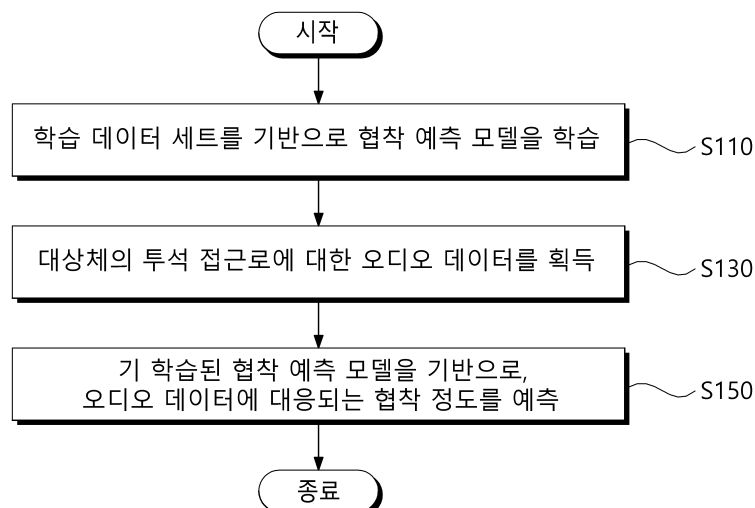 시작
학습 데이터 세트를 기반으로 협착 예측 모델을 학습
S110
대상체의 투석 접근로에 대한 오디오 데이터를 획득
S130
기 학습된 협착 예측 모델을 기반으로,
오디오 데이터에 대응되는 협착 정도를 예측
S150
종료